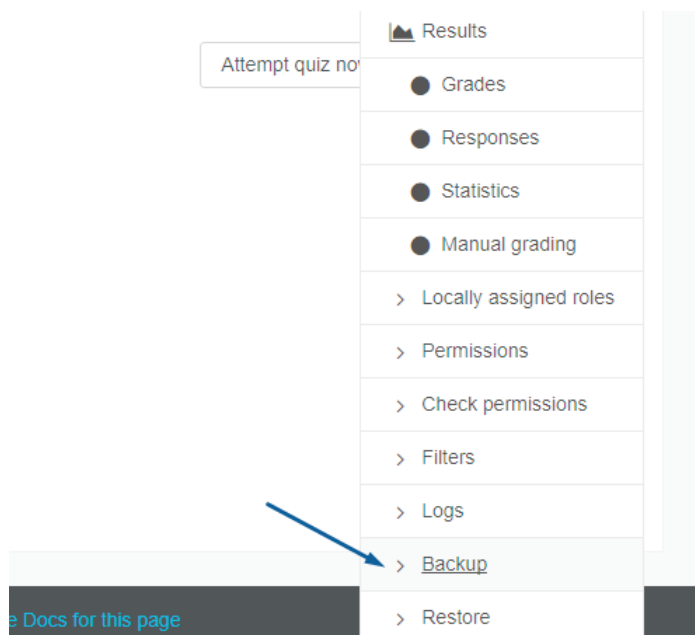 Results
Attempt quiz no
Grades
Responses
Statistics
Manual grading
Locally assigned roles
Permissions
Check permissions
Filters
Logs
Backup
e Docs for this page
Restore